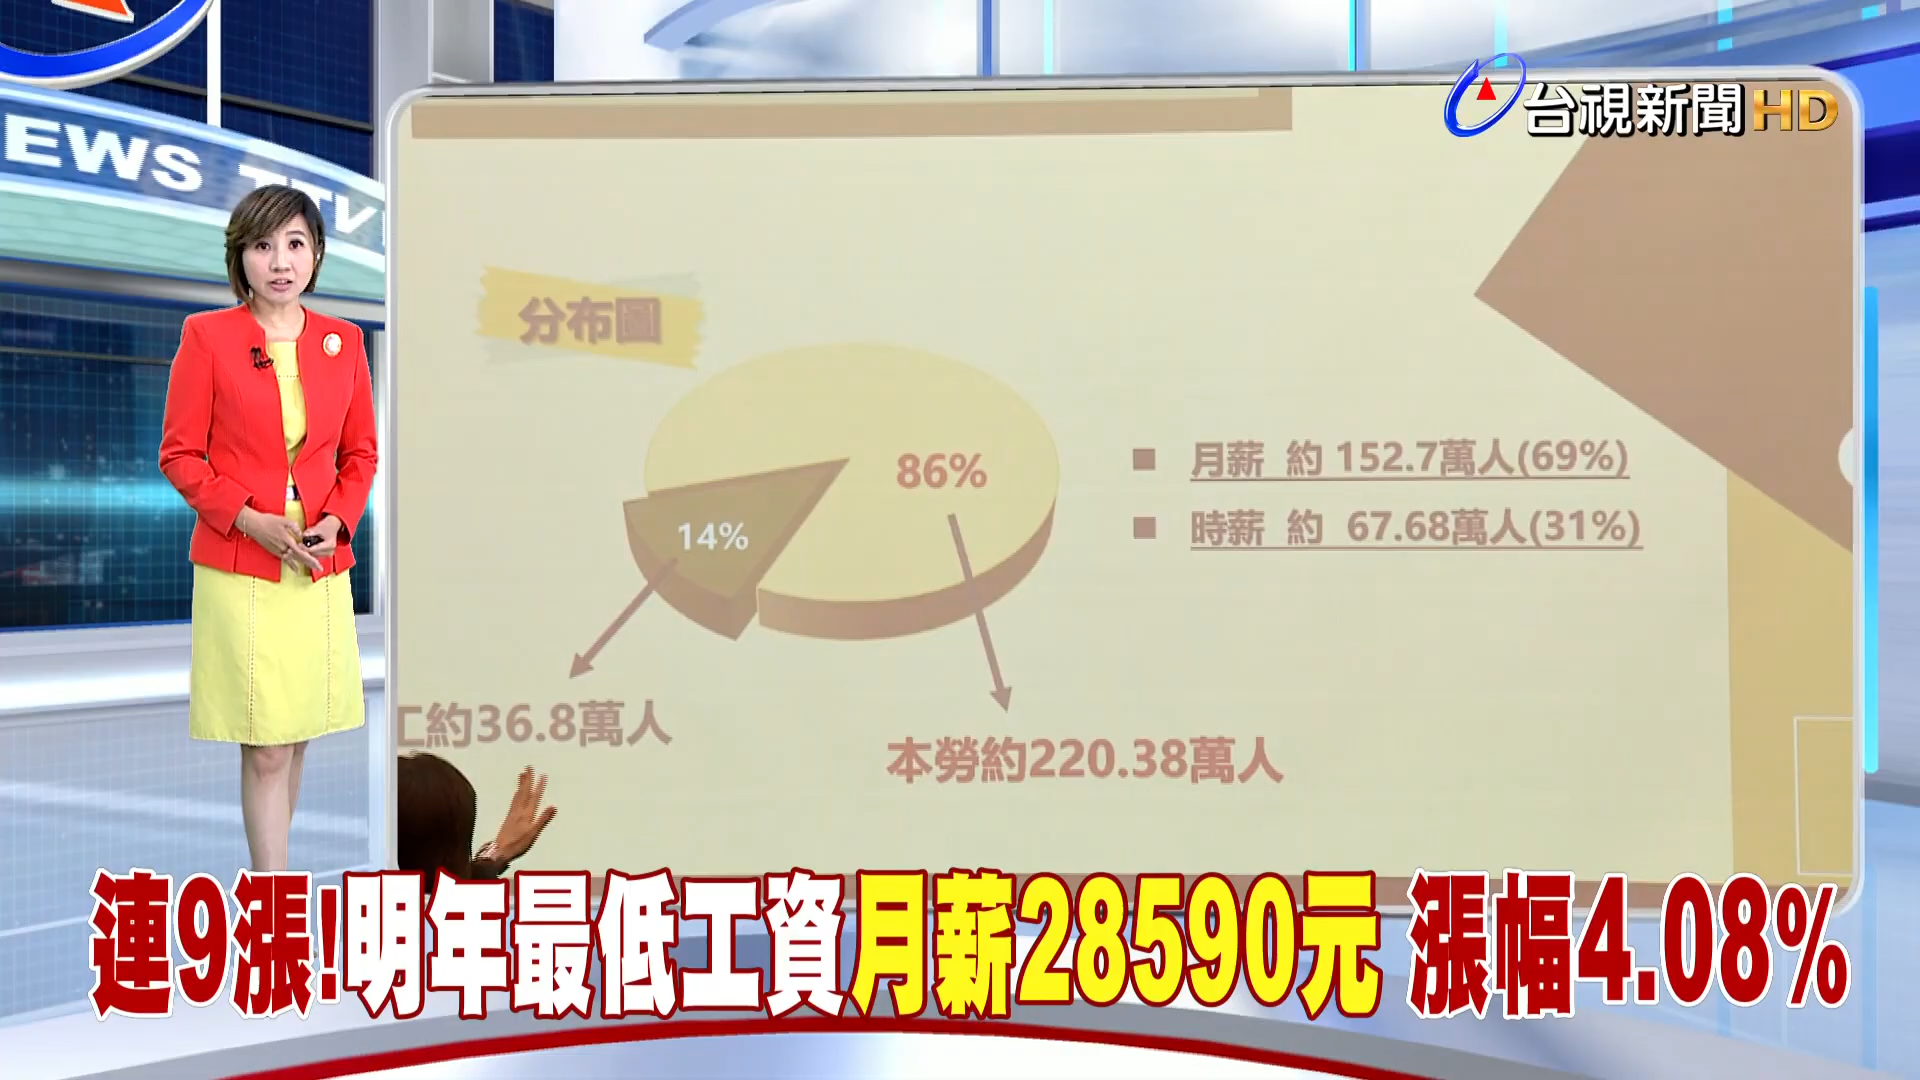 台視新聞HD
EWS TTV
分布圖
86%
14%
■ 月薪 約 152.7萬人(69%)
■ 時薪 約 67.68萬人(31%)
工約36.8萬人
本勞約220.38萬人
連9漲!明年最低工資月薪28590元 漲幅4.08%